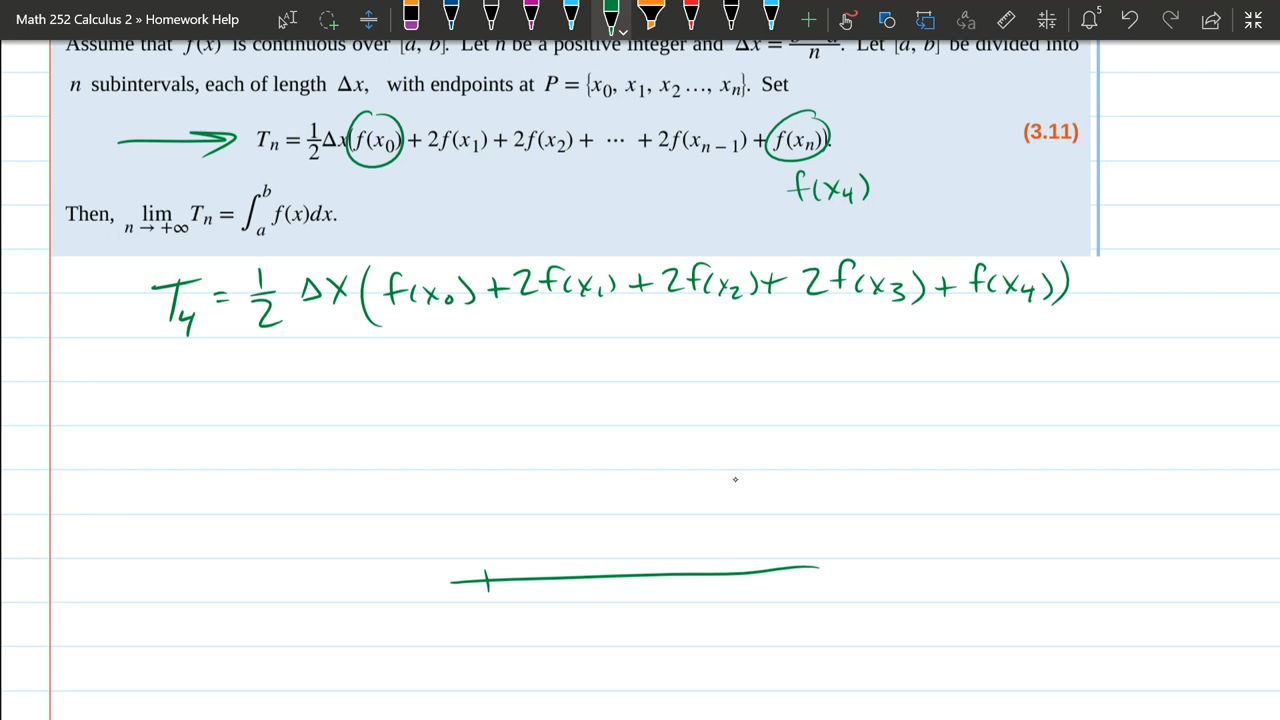 Math 252 Calculus 2 » Homework Help
5
Assume that f(x) is continuous over [a, b]. Let n be a positive integer and Δx = —/n. Let [a, b] be divided into
n subintervals, each of length Δx, with endpoints at P = {x₀, x₁, x₂ …, xₙ}. Set
Tₙ = ½Δx(f(x₀) + 2f(x₁) + 2f(x₂) + ⋯ + 2f(xₙ₋₁) + f(xₙ)). (3.11)
f(x₄)
Then, lim n → +∞ Tₙ = ∫ₐᵇ f(x)dx.
T₄ = ½ ΔX (f(x₀) + 2f(x₁) + 2f(x₂) + 2f(x₃) + f(x₄))